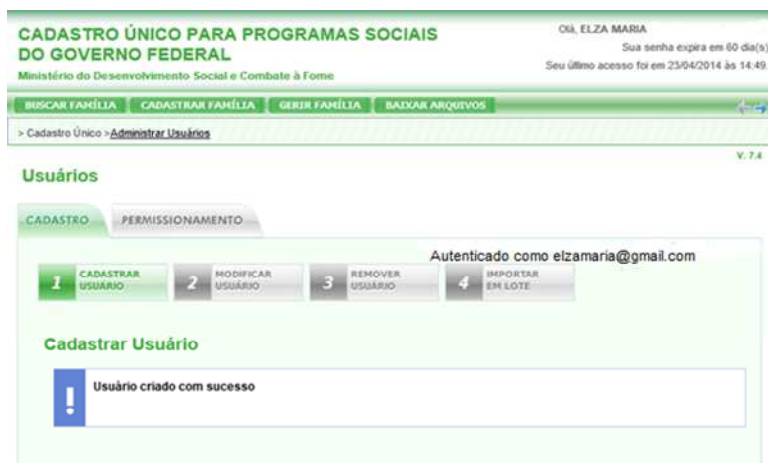 CADASTRO ÚNICO PARA PROGRAMAS SOCIAIS
DO GOVERNO FEDERAL
Ministério do Desenvolvimento Social e Combate à Fome
Olá, ELZA MARIA
Sua senha expira em 60 dia(s)
Seu último acesso foi em 23/04/2014 às 14:49.
BUSCAR FAMÍLIA CADASTRAR FAMÍLIA GERIR FAMÍLIA BAIXAR ARQUIVOS
> Cadastro Único >Administrar Usuários
V. 7.4
Usuários
CADASTRO PERMISSIONAMENTO
Autenticado como elzamaria@gmail.com
1 CADASTRAR USUÁRIO 2 MODIFICAR USUÁRIO 3 REMOVER USUÁRIO 4 IMPORTAR EM LOTE
Cadastrar Usuário
! Usuário criado com sucesso